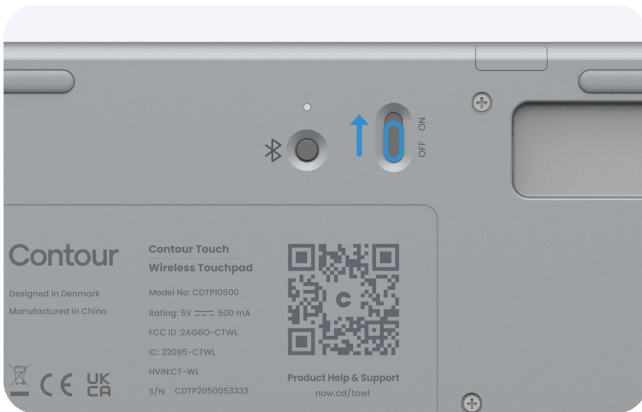 ON
OFF
Contour
Designed in Denmark
Manufactured in China
Contour Touch
Wireless Touchpad
Model No: CDTP10500
Rating: 5V ⎓ 500 mA
FCC ID :2AG6O-CTWL
IC: 22095-CTWL
HVIN:CT-WL
S/N: CDTP2050053333
C
Product Help & Support
now.cd/towl
CE
UK
CA